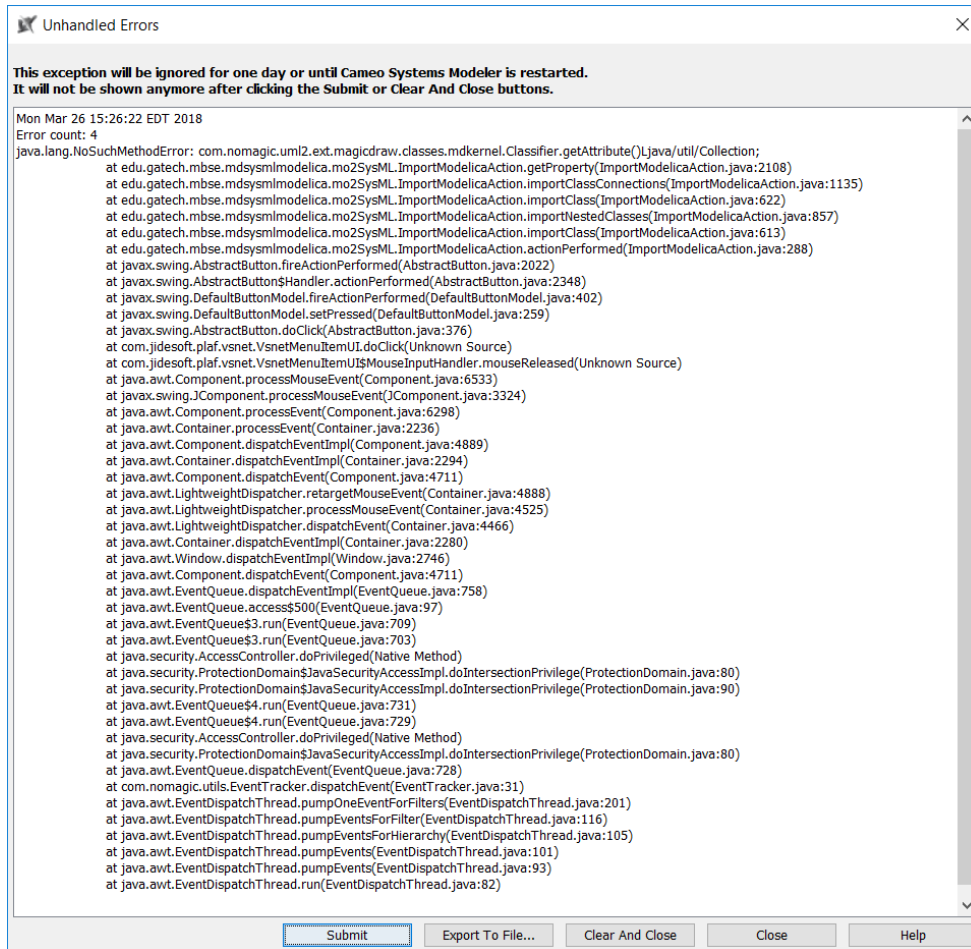 Unhandled Errors
This exception will be ignored for one day or until Cameo Systems Modeler is restarted.
It will not be shown anymore after clicking the Submit or Clear And Close buttons.
Mon Mar 26 15:26:22 EDT 2018
Error count: 4
java.lang.NoSuchMethodError: com.nomagic.uml2.ext.magicdraw.classes.mdkernel.Classifier.getAttribute()Ljava/util/Collection;
at edu.gatech.mbse.mdsysmlmodelica.mo2SysML.ImportModelicaAction.getProperty(ImportModelicaAction.java:2108)
at edu.gatech.mbse.mdsysmlmodelica.mo2SysML.ImportModelicaAction.importClassConnections(ImportModelicaAction.java:1135)
at edu.gatech.mbse.mdsysmlmodelica.mo2SysML.ImportModelicaAction.importClass(ImportModelicaAction.java:622)
at edu.gatech.mbse.mdsysmlmodelica.mo2SysML.ImportModelicaAction.importNestedClasses(ImportModelicaAction.java:857)
at edu.gatech.mbse.mdsysmlmodelica.mo2SysML.ImportModelicaAction.importClass(ImportModelicaAction.java:613)
at edu.gatech.mbse.mdsysmlmodelica.mo2SysML.ImportModelicaAction.actionPerformed(ImportModelicaAction.java:288)
at javax.swing.AbstractButton.fireActionPerformed(AbstractButton.java:2022)
at javax.swing.AbstractButton$Handler.actionPerformed(AbstractButton.java:2348)
at javax.swing.DefaultButtonModel.fireActionPerformed(DefaultButtonModel.java:402)
at javax.swing.DefaultButtonModel.setPressed(DefaultButtonModel.java:259)
at javax.swing.AbstractButton.doClick(AbstractButton.java:376)
at com.jidesoft.plaf.vsnet.VsnetMenuItemUI.doClick(Unknown Source)
at com.jidesoft.plaf.vsnet.VsnetMenuItemUI$MouseInputHandler.mouseReleased(Unknown Source)
at java.awt.Component.processMouseEvent(Component.java:6533)
at javax.swing.JComponent.processMouseEvent(JComponent.java:3324)
at java.awt.Component.processEvent(Component.java:6298)
at java.awt.Container.processEvent(Container.java:2236)
at java.awt.Component.dispatchEventImpl(Component.java:4889)
at java.awt.Container.dispatchEventImpl(Container.java:2294)
at java.awt.Component.dispatchEvent(Component.java:4711)
at java.awt.LightweightDispatcher.retargetMouseEvent(Container.java:4888)
at java.awt.LightweightDispatcher.processMouseEvent(Container.java:4525)
at java.awt.LightweightDispatcher.dispatchEvent(Container.java:4466)
at java.awt.Container.dispatchEventImpl(Container.java:2280)
at java.awt.Window.dispatchEventImpl(Window.java:2746)
at java.awt.Component.dispatchEvent(Component.java:4711)
at java.awt.EventQueue.dispatchEventImpl(EventQueue.java:758)
at java.awt.EventQueue.access$500(EventQueue.java:97)
at java.awt.EventQueue$3.run(EventQueue.java:709)
at java.awt.EventQueue$3.run(EventQueue.java:703)
at java.security.AccessController.doPrivileged(Native Method)
at java.security.ProtectionDomain$JavaSecurityAccessImpl.doIntersectionPrivilege(ProtectionDomain.java:80)
at java.security.ProtectionDomain$JavaSecurityAccessImpl.doIntersectionPrivilege(ProtectionDomain.java:90)
at java.awt.EventQueue$4.run(EventQueue.java:731)
at java.awt.EventQueue$4.run(EventQueue.java:729)
at java.security.AccessController.doPrivileged(Native Method)
at java.security.ProtectionDomain$JavaSecurityAccessImpl.doIntersectionPrivilege(ProtectionDomain.java:80)
at java.awt.EventQueue.dispatchEvent(EventQueue.java:728)
at com.nomagic.utils.EventTracker.dispatchEvent(EventTracker.java:31)
at java.awt.EventDispatchThread.pumpOneEventForFilters(EventDispatchThread.java:201)
at java.awt.EventDispatchThread.pumpEventsForFilter(EventDispatchThread.java:116)
at java.awt.EventDispatchThread.pumpEventsForHierarchy(EventDispatchThread.java:105)
at java.awt.EventDispatchThread.pumpEvents(EventDispatchThread.java:101)
at java.awt.EventDispatchThread.pumpEvents(EventDispatchThread.java:93)
at java.awt.EventDispatchThread.run(EventDispatchThread.java:82)
Submit Export To File... Clear And Close Close Help